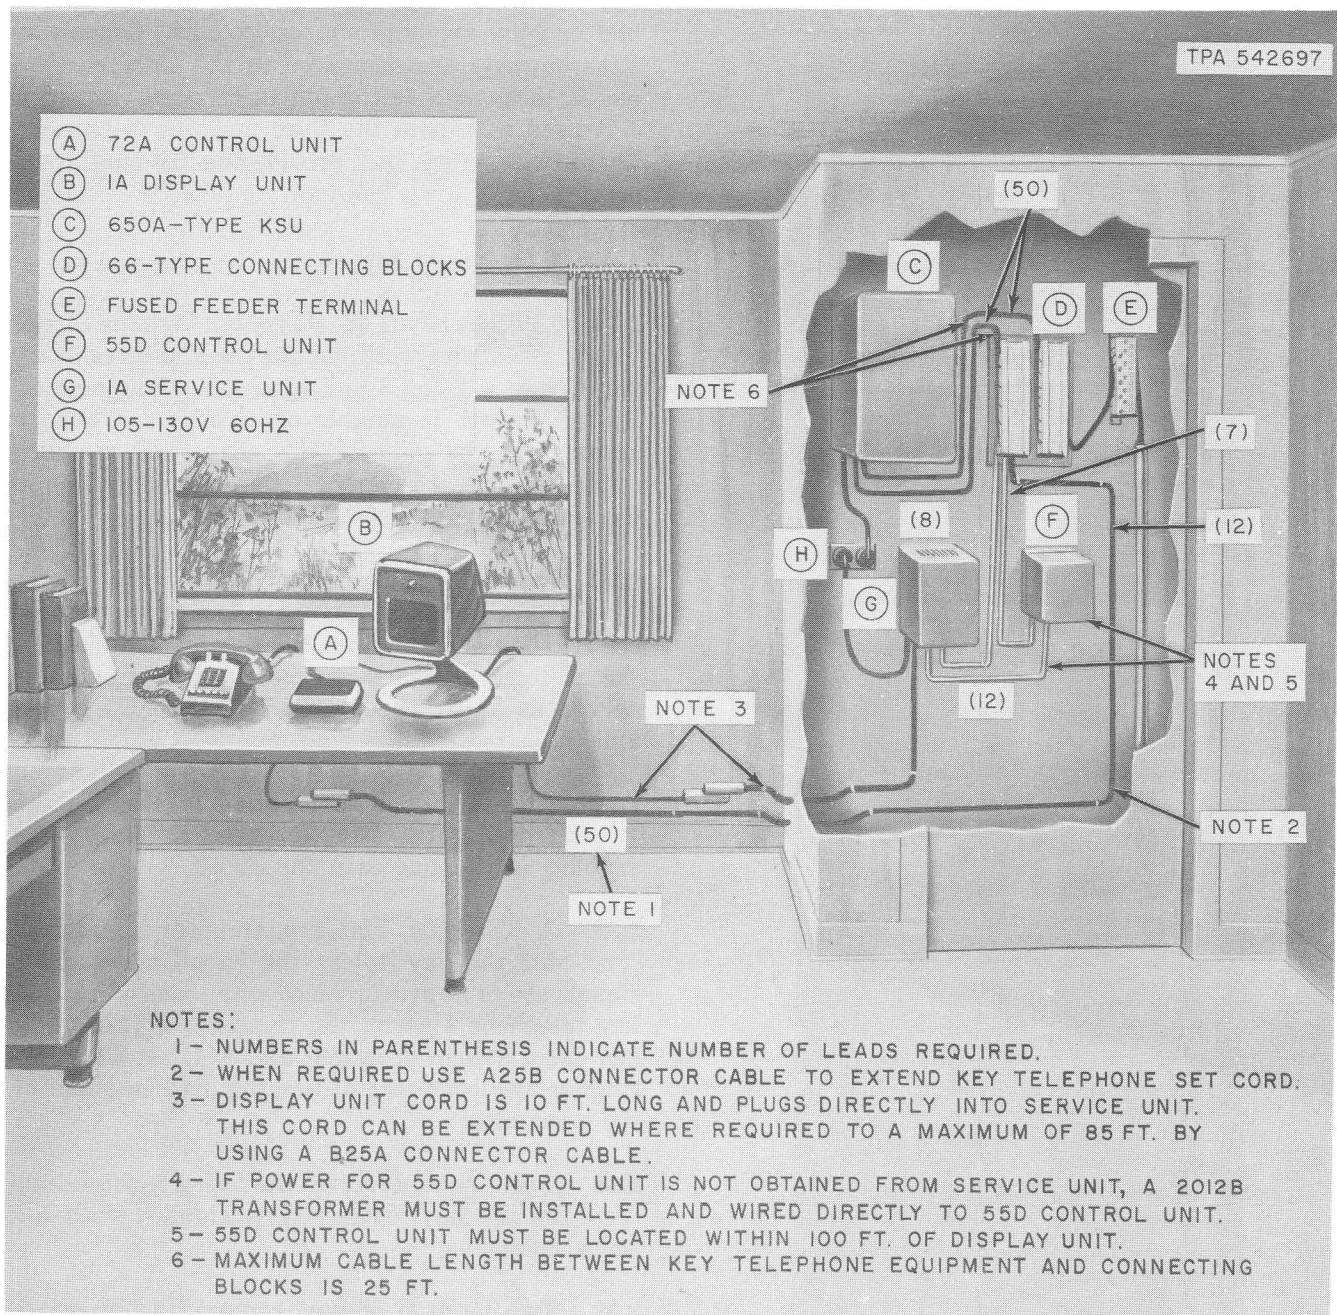 TPA 542697
A 72A CONTROL UNIT
B 1A DISPLAY UNIT
C 650A-TYPE KSU
D 66-TYPE CONNECTING BLOCKS
E FUSED FEEDER TERMINAL
F 55D CONTROL UNIT
G 1A SERVICE UNIT
H 105-130V 60HZ
(50)
C
D
E
NOTE 6
(7)
B
(8)
F
(12)
H
G
A
NOTES
4 AND 5
(12)
NOTE 3
(50)
NOTE 2
NOTE 1
NOTES:
1- NUMBERS IN PARENTHESIS INDICATE NUMBER OF LEADS REQUIRED.
2- WHEN REQUIRED USE A25B CONNECTOR CABLE TO EXTEND KEY TELEPHONE SET CORD.
3- DISPLAY UNIT CORD IS 10 FT. LONG AND PLUGS DIRECTLY INTO SERVICE UNIT.
THIS CORD CAN BE EXTENDED WHERE REQUIRED TO A MAXIMUM OF 85 FT. BY
USING A B25A CONNECTOR CABLE.
4- IF POWER FOR 55D CONTROL UNIT IS NOT OBTAINED FROM SERVICE UNIT, A 2012B
TRANSFORMER MUST BE INSTALLED AND WIRED DIRECTLY TO 55D CONTROL UNIT.
5- 55D CONTROL UNIT MUST BE LOCATED WITHIN 100 FT. OF DISPLAY UNIT.
6- MAXIMUM CABLE LENGTH BETWEEN KEY TELEPHONE EQUIPMENT AND CONNECTING
BLOCKS IS 25 FT.